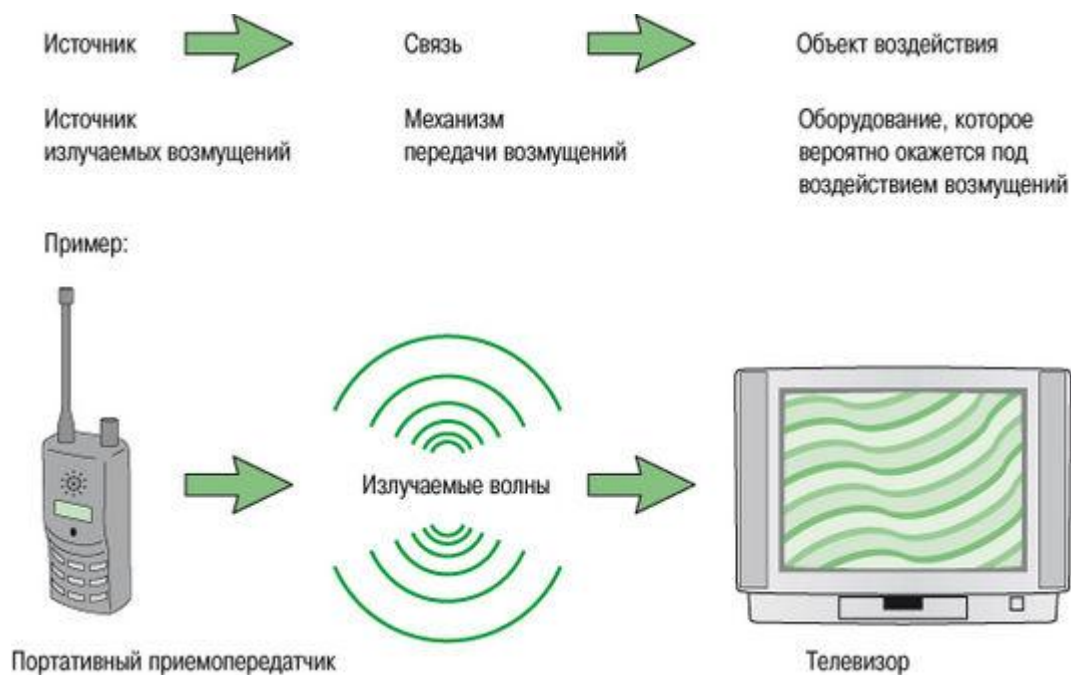 Источник
Связь
Объект воздействия
Источник
излучаемых возмущений
Механизм
передачи возмущений
Оборудование, которое
вероятно окажется под
воздействием возмущений
Пример:
Излучаемые волны
Портативный приемопередатчик
Телевизор